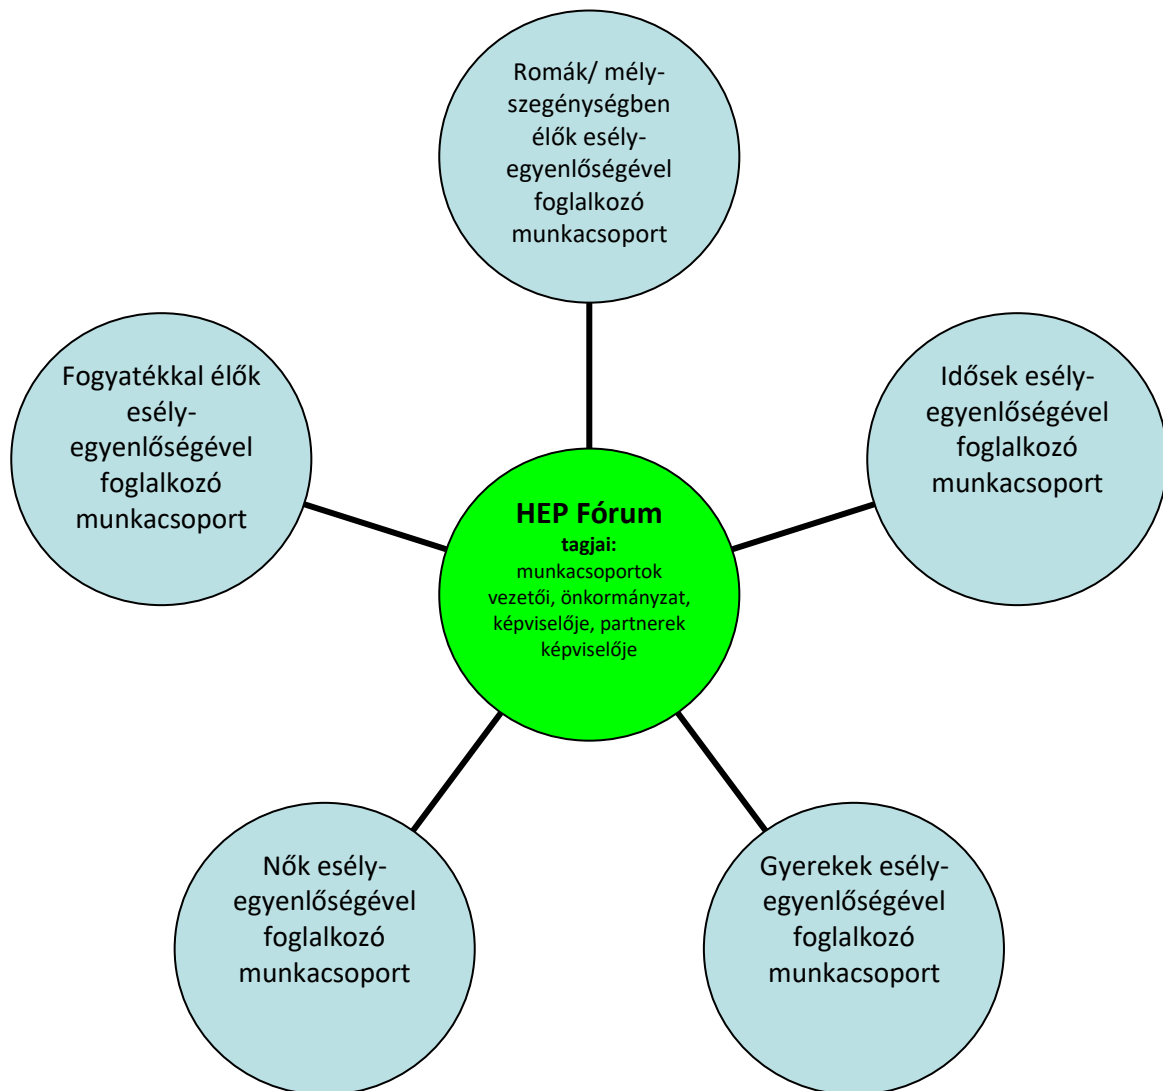 Romák/ mély-
szegénységben
élők esély-
egyenlőségével
foglalkozó
munkacsoport
Fogyatékkal élők
esély-
egyenlőségével
foglalkozó
munkacsoport
Idősek esély-
egyenlőségével
foglalkozó
munkacsoport
HEP Fórum
tagjai:
munkacsoportok
vezetői, önkormányzat,
képviselője, partnerek
képviselője
Nők esély-
egyenlőségével
foglalkozó
munkacsoport
Gyerekek esély-
egyenlőségével
foglalkozó
munkacsoport